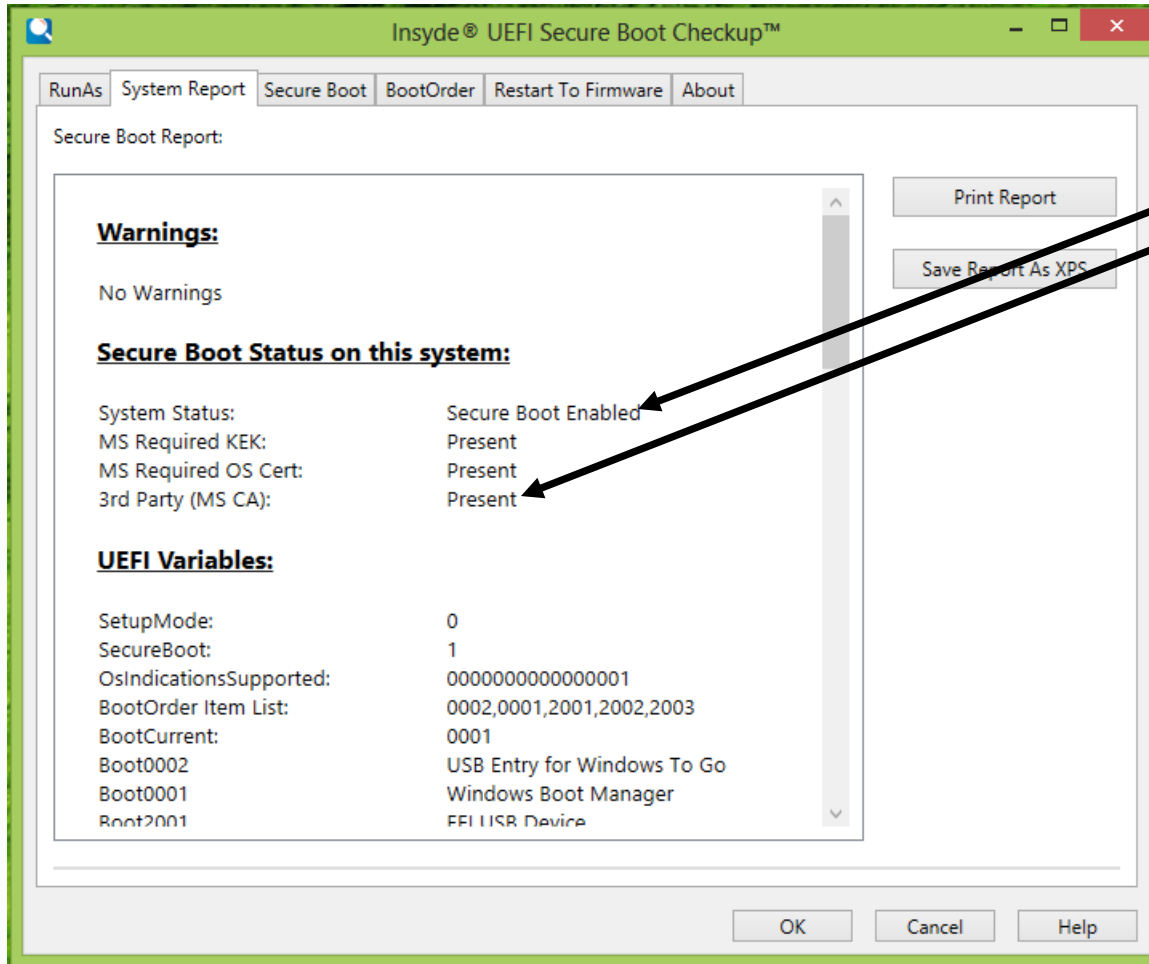 Insyde® UEFI Secure Boot Checkup™
RunAs System Report Secure Boot BootOrder Restart To Firmware About
Secure Boot Report:
Print Report
Save Report As XPS
Warnings:
No Warnings
Secure Boot Status on this system:
System Status: Secure Boot Enabled
MS Required KEK: Present
MS Required OS Cert: Present
3rd Party (MS CA): Present
UEFI Variables:
SetupMode: 0
SecureBoot: 1
OsIndicationsSupported: 0000000000000001
BootOrder Item List: 0002,0001,2001,2002,2003
BootCurrent: 0001
Boot0002 USB Entry for Windows To Go
Boot0001 Windows Boot Manager
Boot2001 EFI USB Device
OK Cancel Help